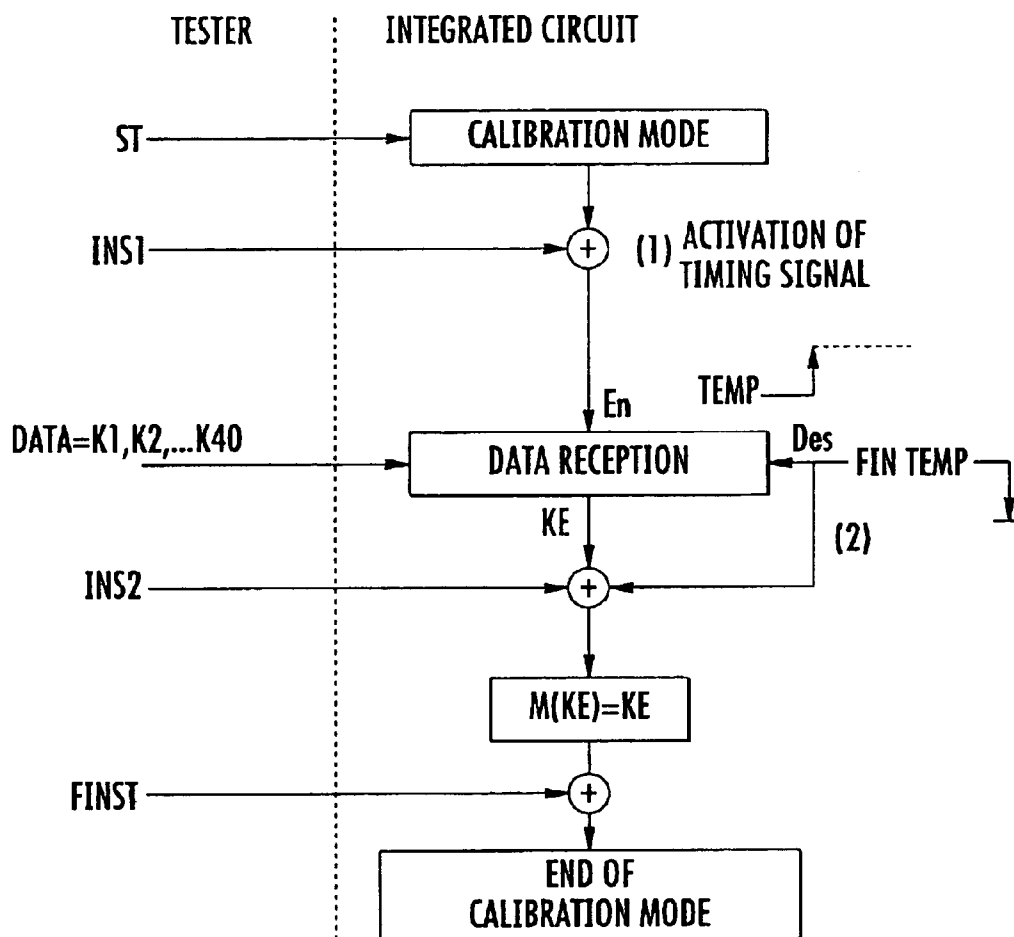 TESTER
INTEGRATED CIRCUIT
ST
CALIBRATION MODE
INS1
+
(1) ACTIVATION OF
TIMING SIGNAL
TEMP
En
DATA=K1,K2,...K40
DATA RECEPTION
Des
FIN TEMP
KE
(2)
INS2
+
M(KE)=KE
FINST
+
END OF
CALIBRATION MODE